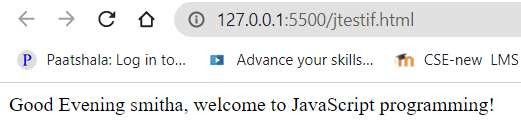 127.0.0.1:5500/jtestif.html
P Paatshala: Log in to... Advance your skills... CSE-new LMS
Good Evening smitha, welcome to JavaScript programming!